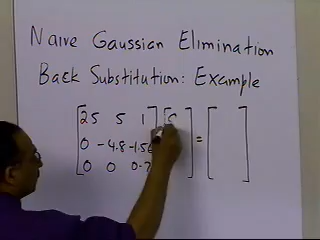 Naive Gaussian Elimination
Back Substitution: Example
25 5 1 =
0 -4.8 -1.56
0 0 0.7